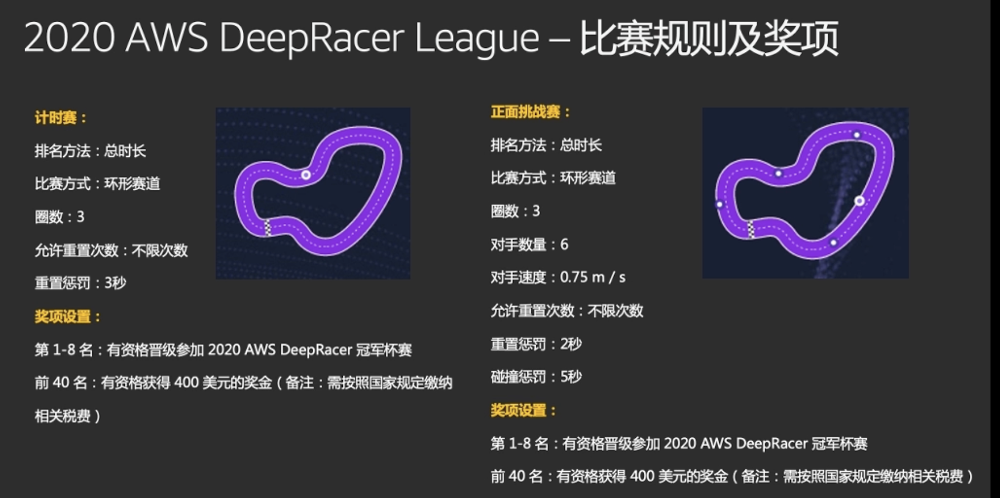 2020 AWS DeepRacer League – 比赛规则及奖项
计时赛：
排名方法：总时长
比赛方式：环形赛道
圈数：3
允许重置次数：不限次数
重置惩罚：3秒
奖项设置：
第 1-8 名：有资格晋级参加 2020 AWS DeepRacer 冠军杯赛
前 40 名：有资格获得 400 美元的奖金（备注：需按照国家规定缴纳
相关税费）
正面挑战赛：
排名方法：总时长
比赛方式：环形赛道
圈数：3
对手数量：6
对手速度：0.75 m / s
允许重置次数：不限次数
重置惩罚：2秒
碰撞惩罚：5秒
奖项设置：
第 1-8 名：有资格晋级参加 2020 AWS DeepRacer 冠军杯赛
前 40 名：有资格获得 400 美元的奖金（备注：需按照国家规定缴纳相关税费）